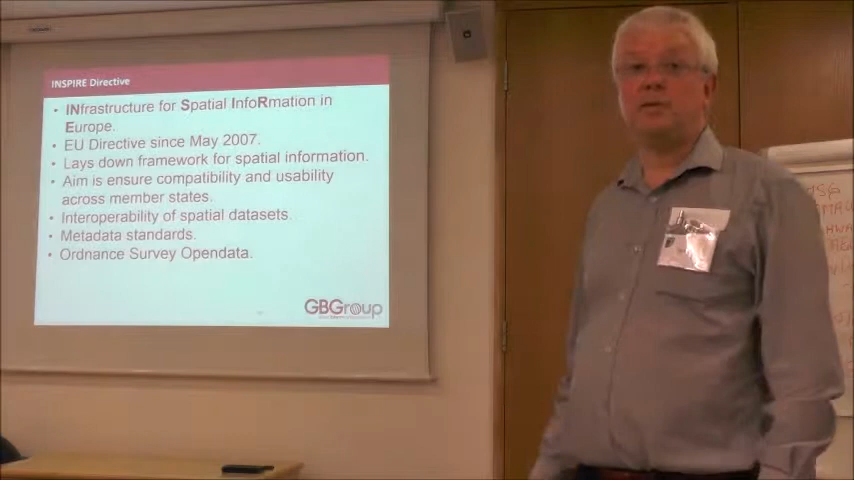 INSPIRE Directive
• INfrastructure for Spatial InfoRmation in
Europe.
• EU Directive since May 2007.
• Lays down framework for spatial information.
• Aim is ensure compatibility and usability
across member states.
• Interoperability of spatial datasets.
• Metadata standards.
• Ordnance Survey Opendata.
GBGroup